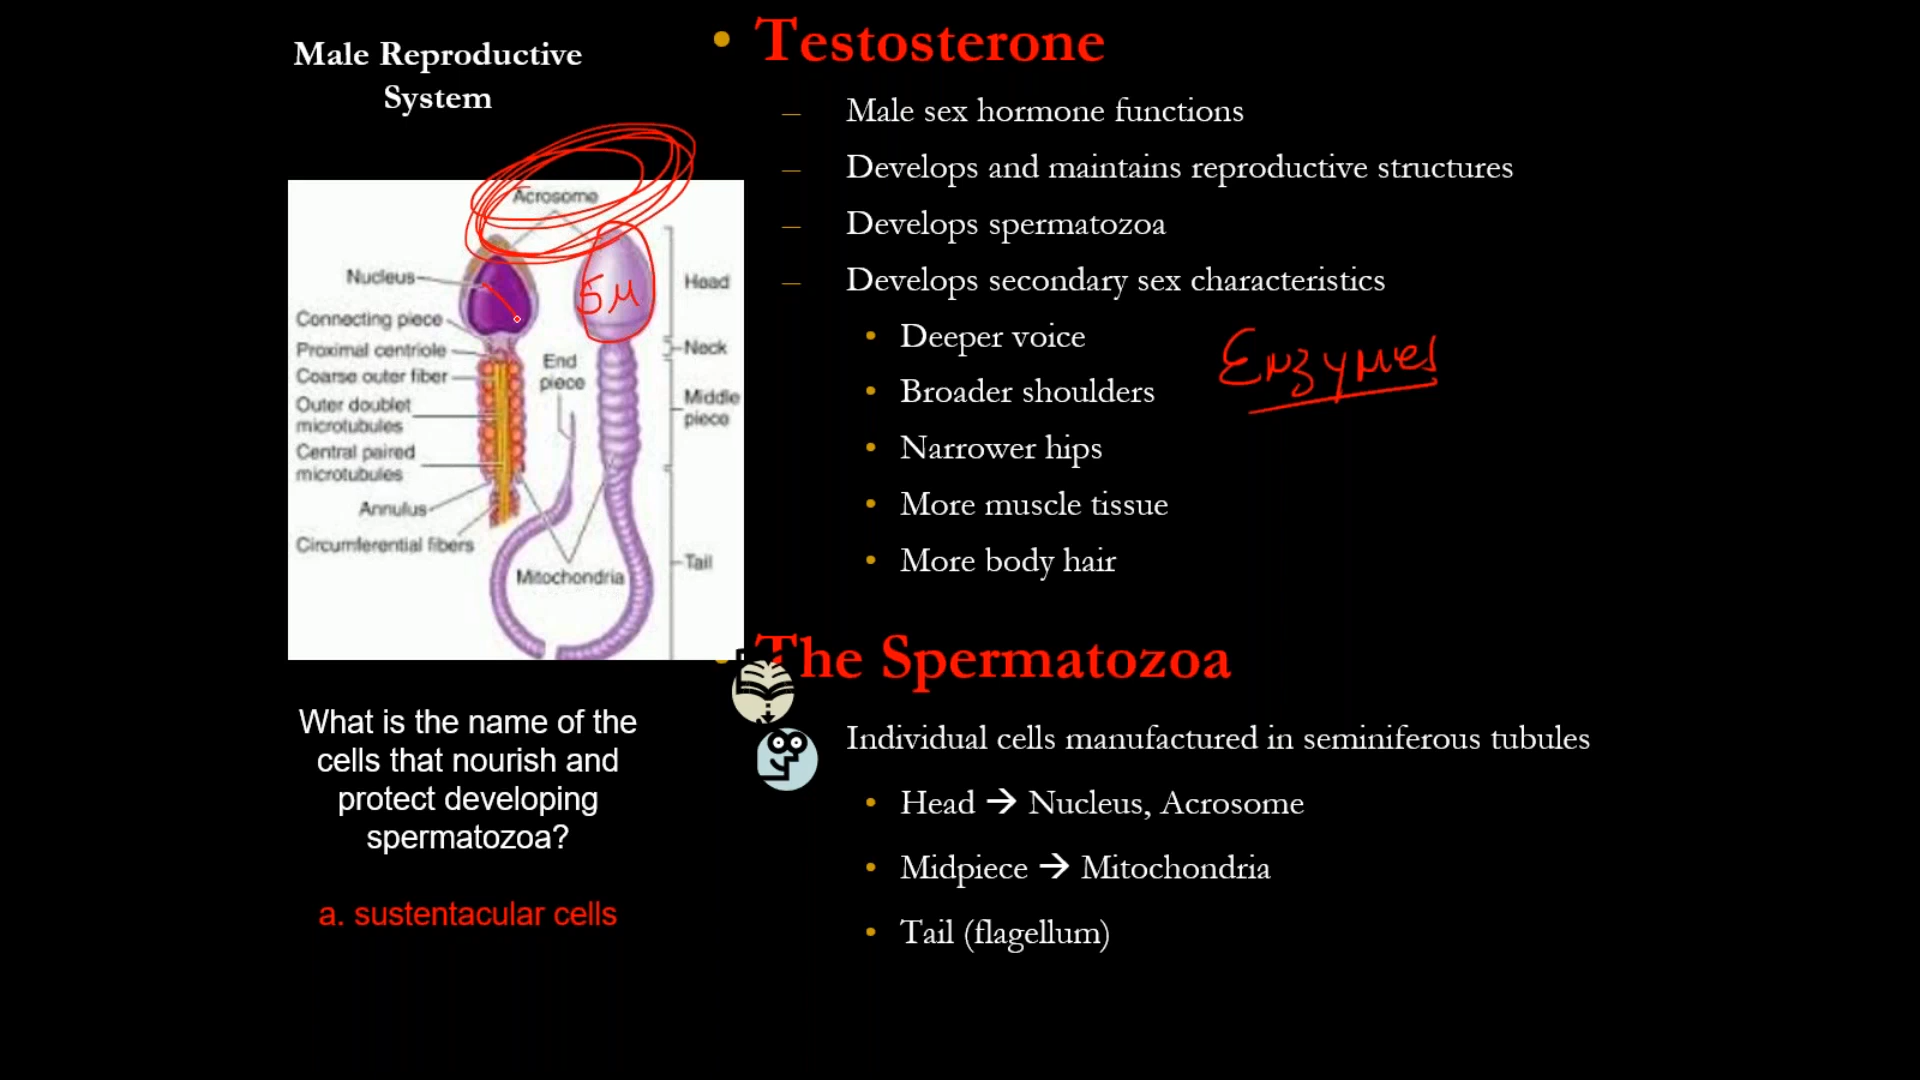 Male Reproductive
System
Acrosome
Nucleus
Connecting piece
Proximal centriole
Coarse outer fiber
Outer doublet
microtubules
Central paired
microtubules
Annulus
Circumferential fibers
End
piece
Mitochondria
Head
Neck
Middle
piece
Tail
5µ
What is the name of the
cells that nourish and
protect developing
spermatozoa?
a. sustentacular cells
• Testosterone
– Male sex hormone functions
– Develops and maintains reproductive structures
– Develops spermatozoa
– Develops secondary sex characteristics
• Deeper voice
• Broader shoulders
• Narrower hips
• More muscle tissue
• More body hair
Enzymes
• The Spermatozoa
Individual cells manufactured in seminiferous tubules
• Head → Nucleus, Acrosome
• Midpiece → Mitochondria
• Tail (flagellum)